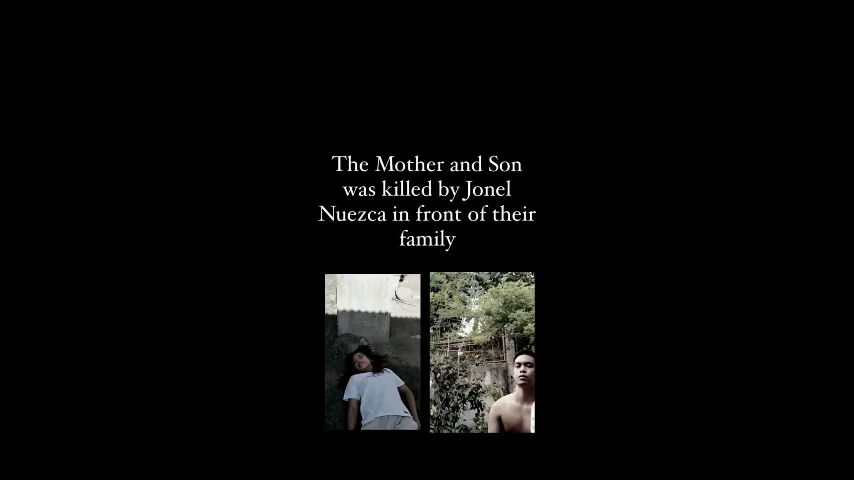 The Mother and Son
was killed by Jonel
Nuezca in front of their
family